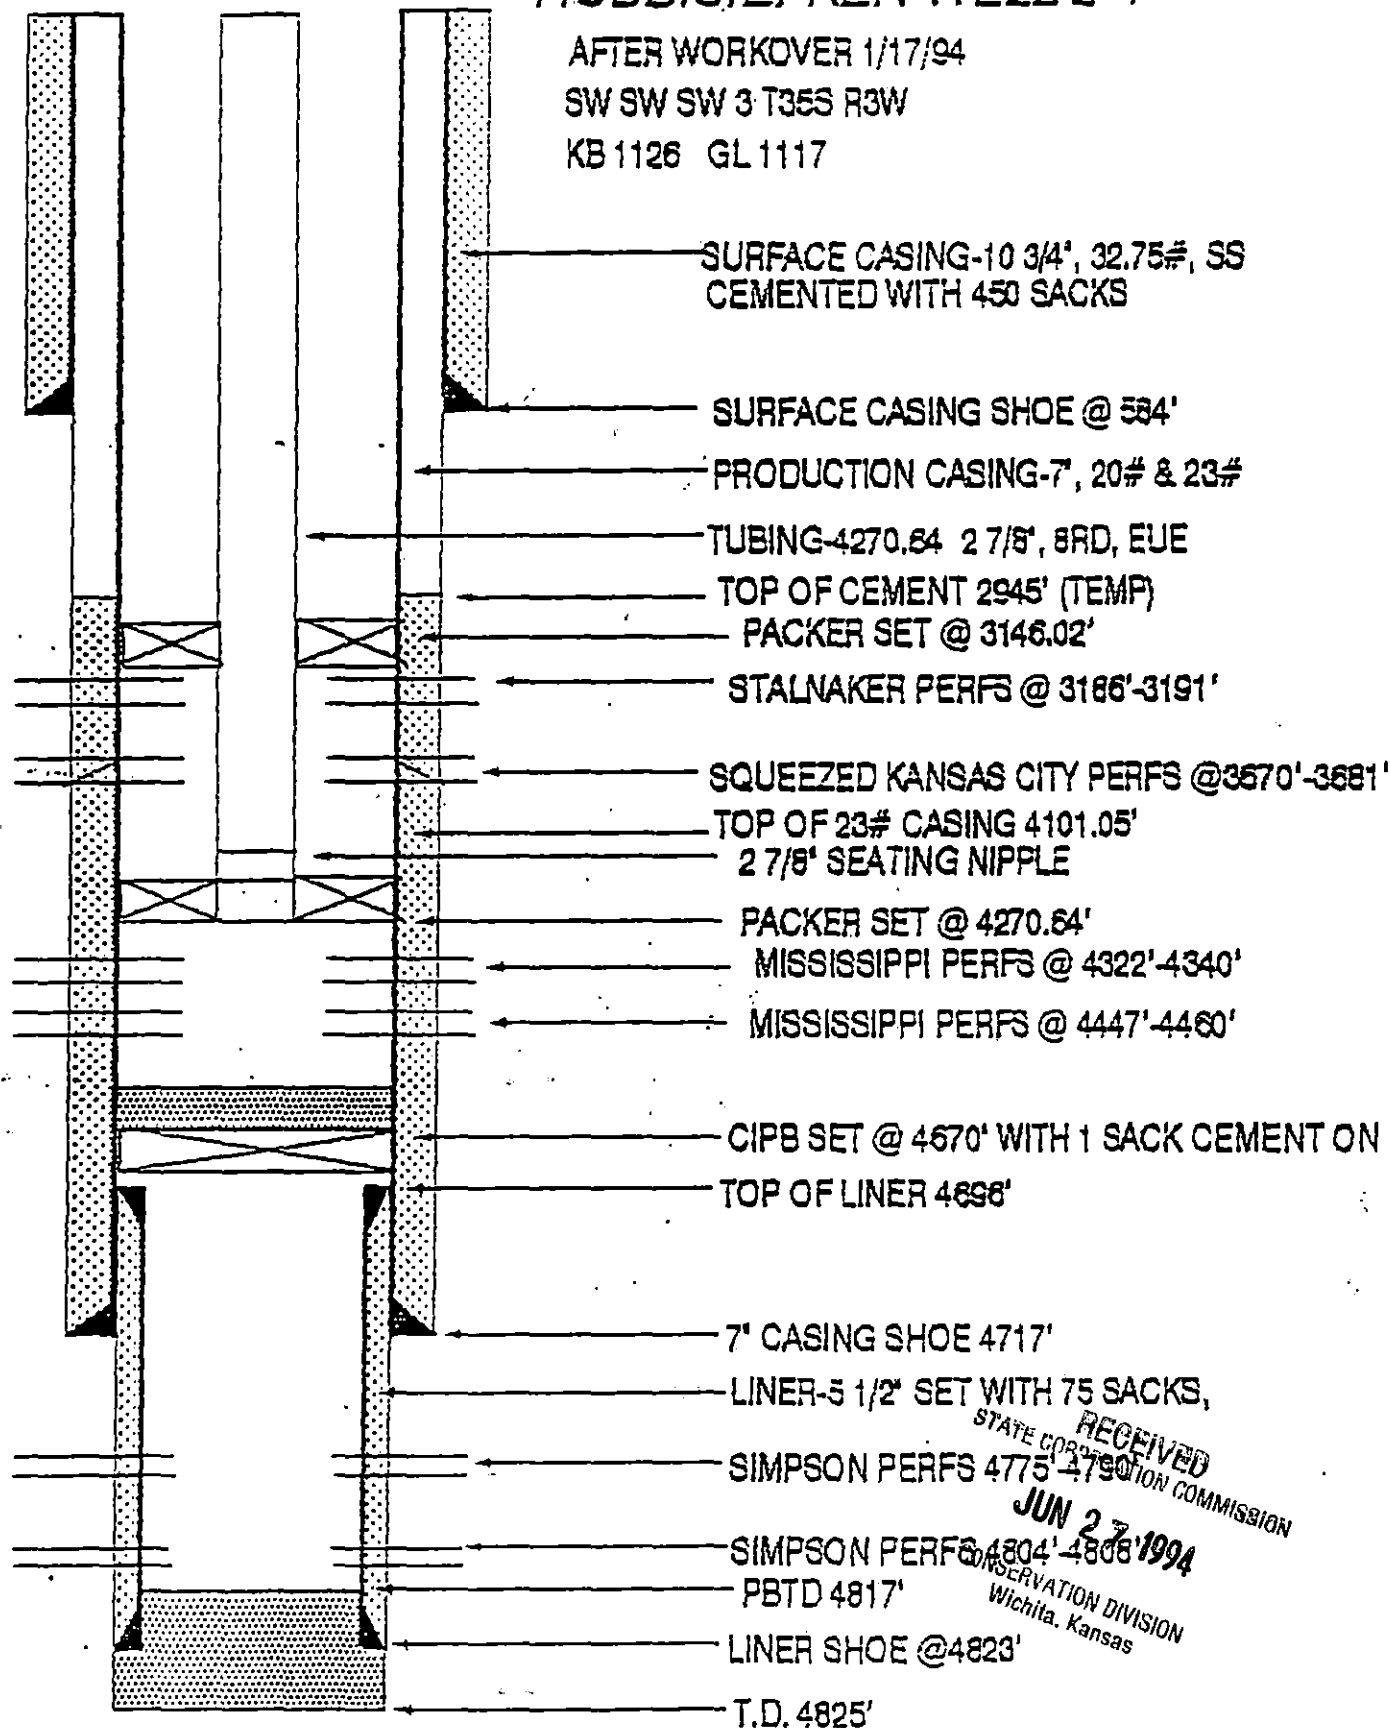 AFTER WORKOVER 1/17/94
SW SW SW 3 T35S R3W
KB 1126 GL 1117
SURFACE CASING-10 3/4", 32.75#, SS
CEMENTED WITH 450 SACKS
SURFACE CASING SHOE @ 584'
PRODUCTION CASING-7", 20# & 23#
TUBING-4270.64 2 7/8", 8RD, EUE
TOP OF CEMENT 2945' (TEMP)
PACKER SET @ 3146.02'
STALNAKER PERFS @ 3186'-3191'
SQUEEZED KANSAS CITY PERFS @3670'-3681'
TOP OF 23# CASING 4101.05'
2 7/8" SEATING NIPPLE
PACKER SET @ 4270.64'
MISSISSIPPI PERFS @ 4322'-4340'
MISSISSIPPI PERFS @ 4447'-4460'
CIPB SET @ 4670' WITH 1 SACK CEMENT ON
TOP OF LINER 4696'
7" CASING SHOE 4717'
LINER-5 1/2" SET WITH 75 SACKS,
SIMPSON PERFS 4775'-4790'
SIMPSON PERFS 4804'-4808'
PBTD 4817'
LINER SHOE @4823'
T.D. 4825'
RECEIVED
STATE CORPORATION COMMISSION
JUN 27 1994
CONSERVATION DIVISION
Wichita, Kansas